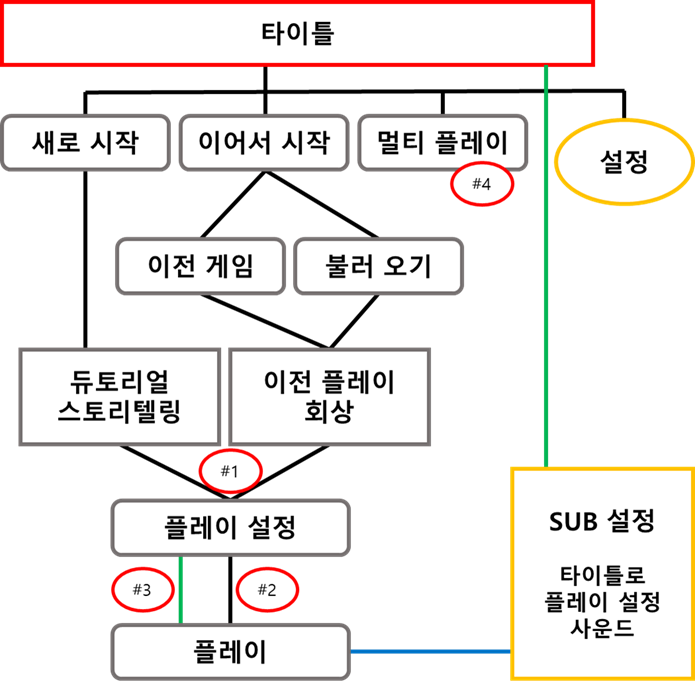 타이틀
새로 시작
이어서 시작
멀티 플레이
설정
#4
이전 게임
불러 오기
듀토리얼
스토리텔링
이전 플레이
회상
#1
플레이 설정
#3
#2
플레이
SUB 설정
타이틀로
플레이 설정
사운드